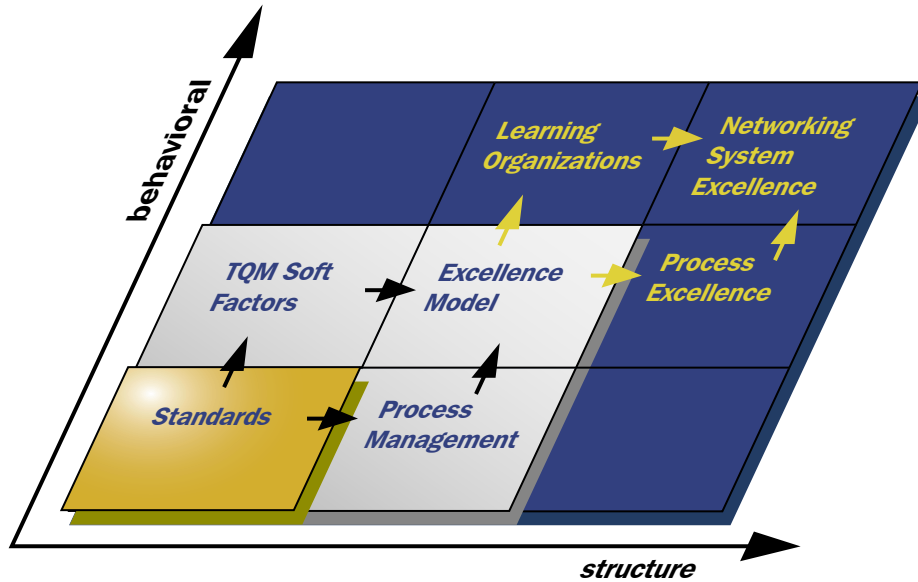 behavioral
Learning
Organizations
Networking
System
Excellence
TQM Soft
Factors
Excellence
Model
Process
Excellence
Standards
Process
Management
structure